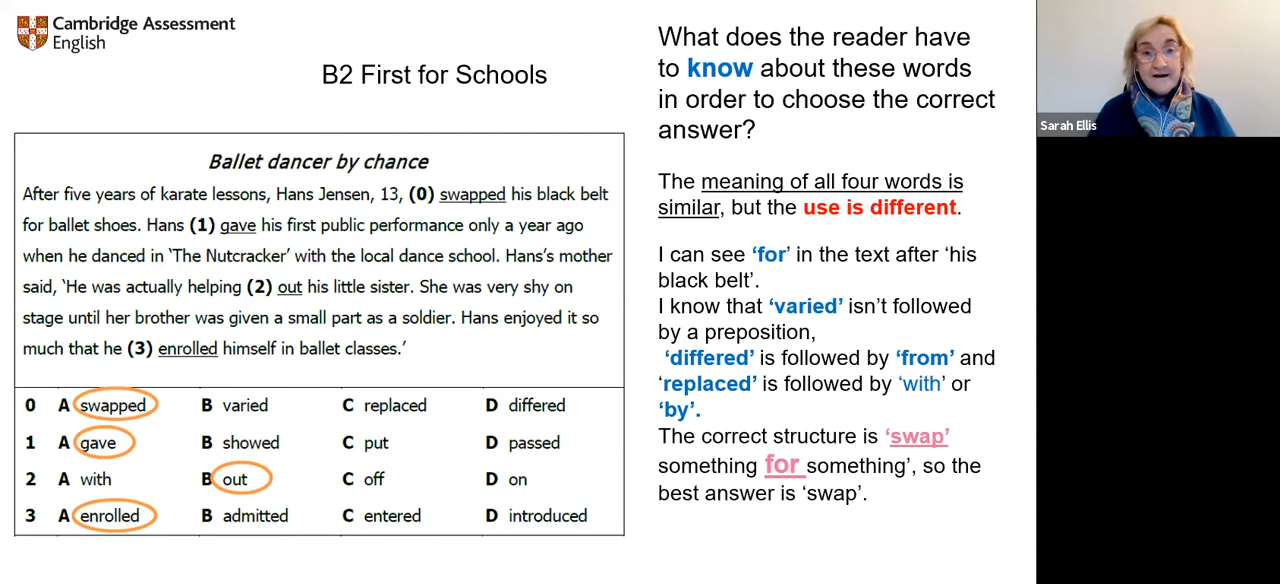 Cambridge Assessment
English
B2 First for Schools
Ballet dancer by chance
After five years of karate lessons, Hans Jensen, 13, (0) swapped his black belt
for ballet shoes. Hans (1) gave his first public performance only a year ago
when he danced in ‘The Nutcracker’ with the local dance school. Hans’s mother
said, ‘He was actually helping (2) out his little sister. She was very shy on
stage until her brother was given a small part as a soldier. Hans enjoyed it so
much that he (3) enrolled himself in ballet classes.’
0 A swapped B varied C replaced D differed
1 A gave B showed C put D passed
2 A with B out C off D on
3 A enrolled B admitted C entered D introduced
What does the reader have
to know about these words
in order to choose the correct
answer?
The meaning of all four words is
similar, but the use is different.
I can see ‘for’ in the text after ‘his
black belt’.
I know that ‘varied’ isn’t followed
by a preposition,
‘differed’ is followed by ‘from’ and
‘replaced’ is followed by ‘with’ or
‘by’.
The correct structure is ‘swap’
something for something’, so the
best answer is ‘swap’.
Sarah Ellis